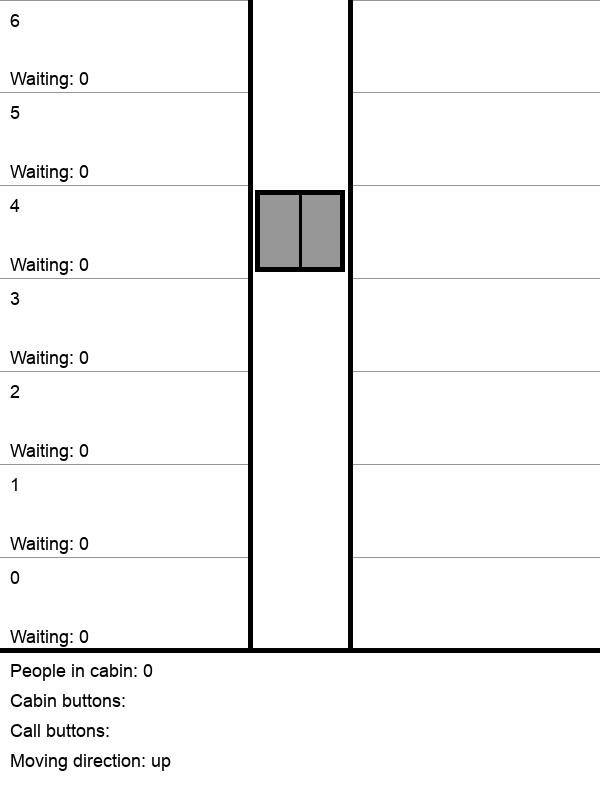 6
Waiting: 0
5
Waiting: 0
4
Waiting: 0
3
Waiting: 0
2
Waiting: 0
1
Waiting: 0
0
Waiting: 0
People in cabin: 0
Cabin buttons:
Call buttons:
Moving direction: up